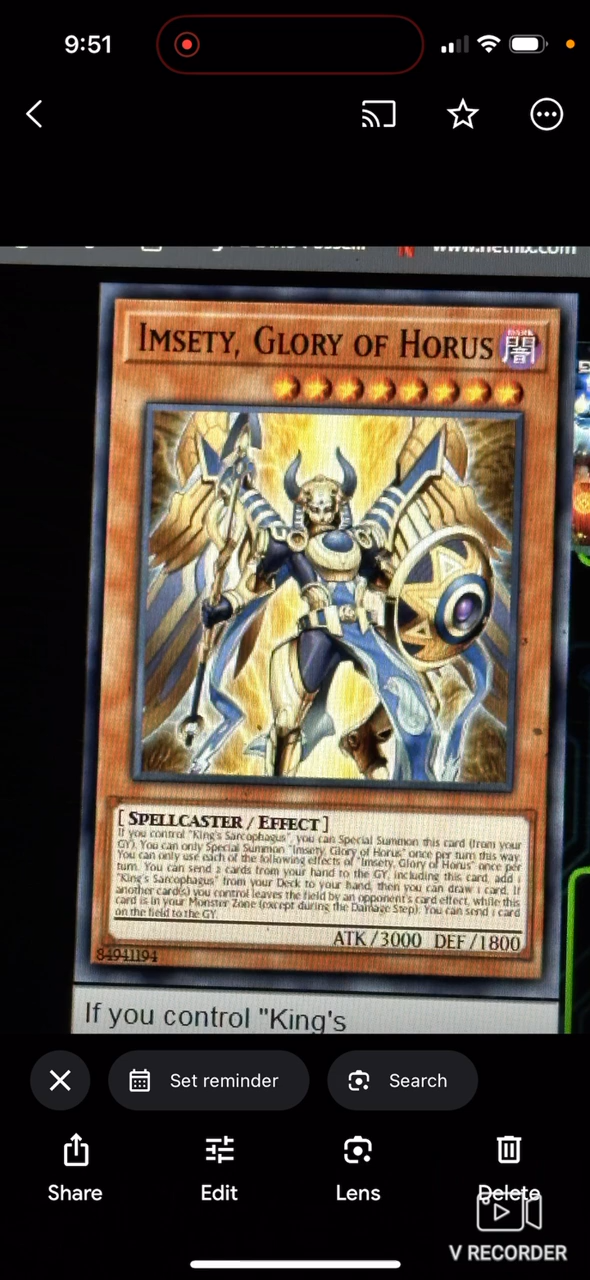 9:51
www.netflix.com
IMSETY, GLORY OF HORUS
闇
[ SPELLCASTER / EFFECT ]
If you control "King's Sarcophagus", you can Special Summon this card (from your
GY). You can only Special Summon "Imsety, Glory of Horus" once per turn this way.
You can only use each of the following effects of "Imsety, Glory of Horus" once per
turn. You can send 2 cards from your hand to the GY, including this card; add 1
"King's Sarcophagus" from your Deck to your hand, then you can draw 1 card. If
another card(s) you control leaves the field by an opponent's card effect, while this
card is in your Monster Zone (except during the Damage Step): You can send 1 card
on the field to the GY.
ATK/3000 DEF/1800
84941194
If you control "King's
Set reminder
Search
Share
Edit
Lens
Delete
V RECORDER